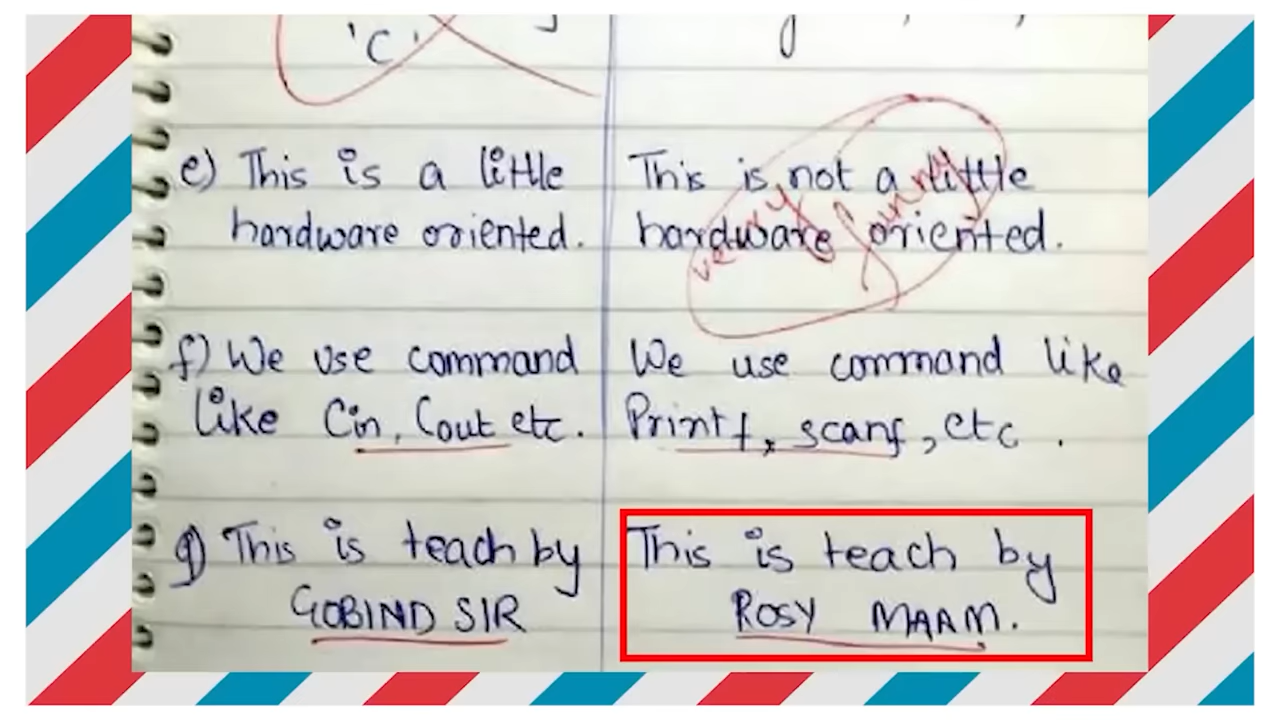 'C'
e) This is a little
hardware oriented.
This is not a little
hardware oriented.
very funny
f) We use command
like Cin, Cout etc.
We use command like
Printf, scanf, etc.
g) This is teach by
GOBIND SIR
This is teach by
ROSY MAAM.